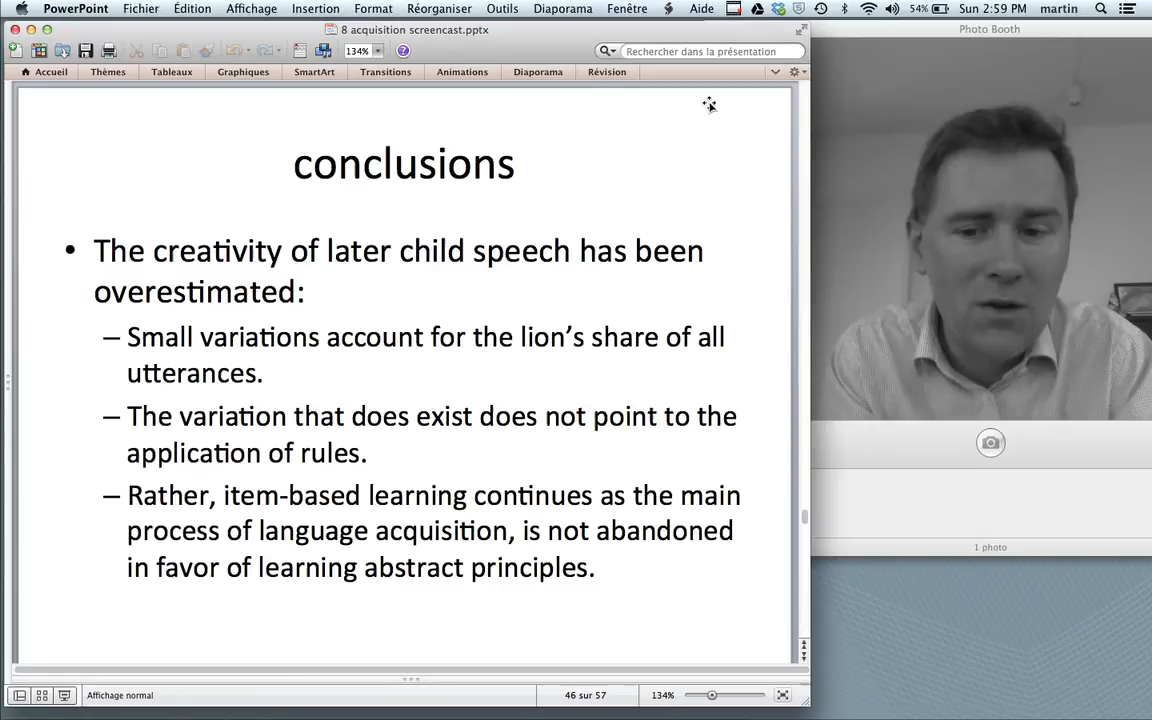 PowerPoint Fichier Édition Affichage Insertion Format Réorganiser Outils Diaporama Fenêtre Aide 54% Sun 2:59 PM martin
8 acquisition screencast.pptx
Photo Booth
134% Rechercher dans la présentation
Accueil Thèmes Tableaux Graphiques SmartArt Transitions Animations Diaporama Révision
conclusions
• The creativity of later child speech has been
overestimated:
– Small variations account for the lion's share of all
utterances.
– The variation that does exist does not point to the
application of rules.
– Rather, item-based learning continues as the main
process of language acquisition, is not abandoned
in favor of learning abstract principles.
1 photo
Affichage normal 46 sur 57 134%